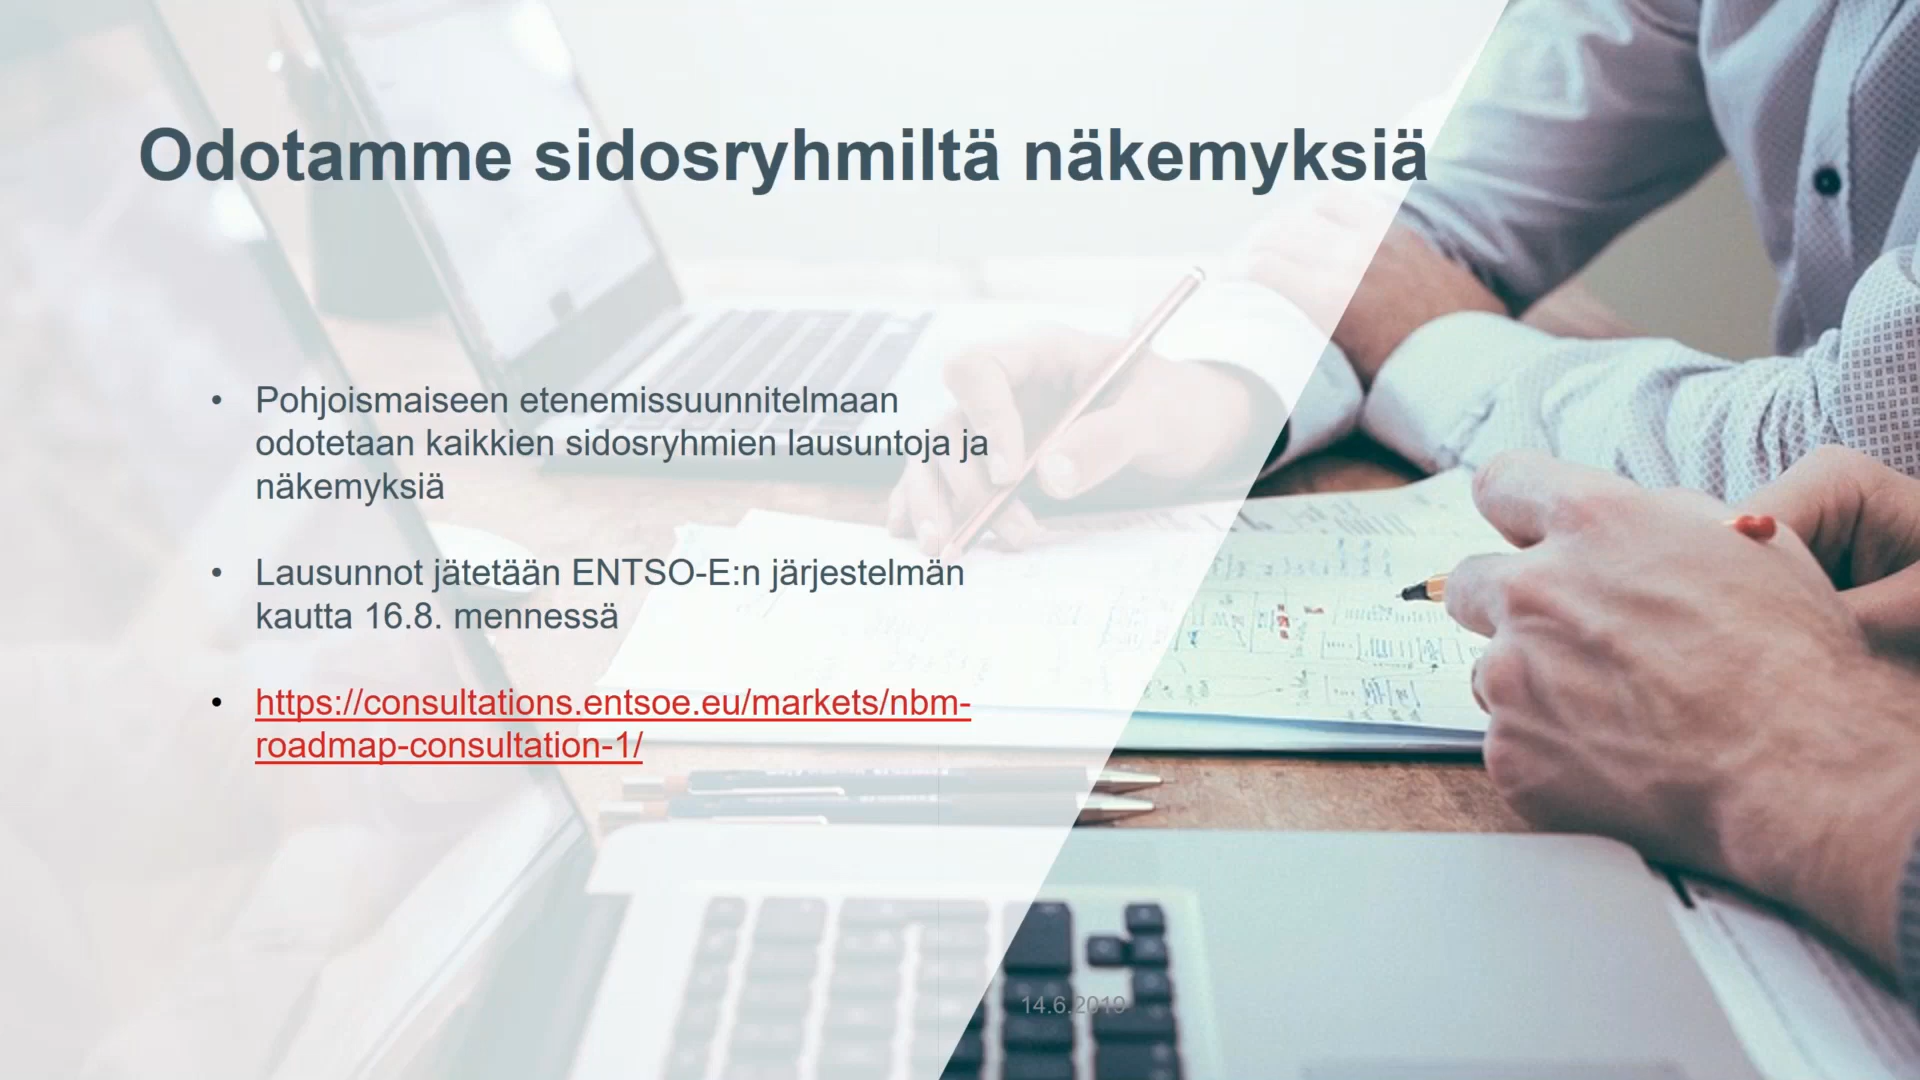 Odotamme sidosryhmiltä näkemyksiä
• Pohjoismaiseen etenemissuunnitelmaan
odotetaan kaikkien sidosryhmien lausuntoja ja
näkemyksiä
• Lausunnot jätetään ENTSO-E:n järjestelmän
kautta 16.8. mennessä
• https://consultations.entsoe.eu/markets/nbm-
roadmap-consultation-1/
14.6.2019